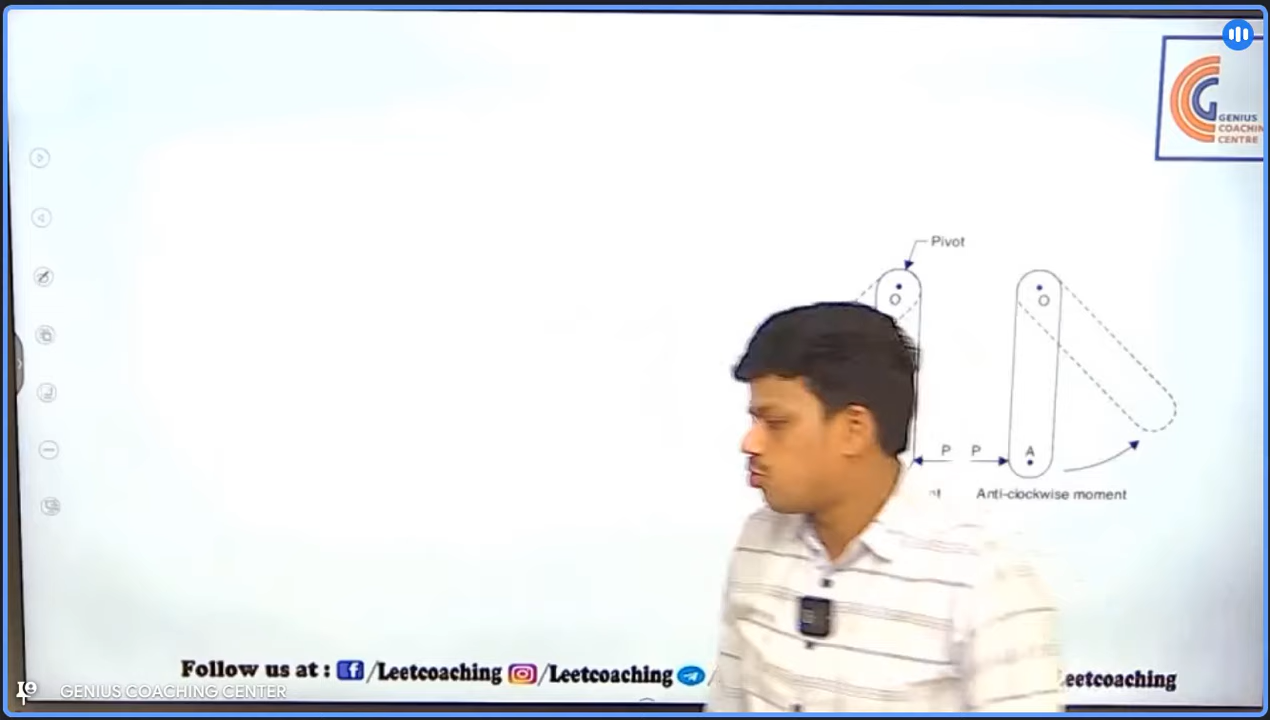 GENIUS
COACHIN
CENTRE
Pivot
O
O
P P A
Anti-clockwise moment
Follow us at : /Leetcoaching /Leetcoaching
eetcoaching
GENIUS COACHING CENTER